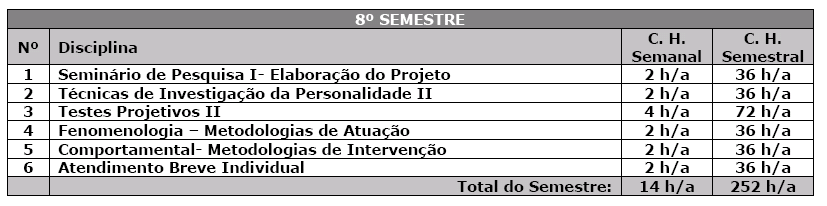 8º SEMESTRE
Nº Disciplina C. H. Semanal C. H. Semestral
1 Seminário de Pesquisa I- Elaboração do Projeto 2 h/a 36 h/a
2 Técnicas de Investigação da Personalidade II 2 h/a 36 h/a
3 Testes Projetivos II 4 h/a 72 h/a
4 Fenomenologia – Metodologias de Atuação 2 h/a 36 h/a
5 Comportamental- Metodologias de Intervenção 2 h/a 36 h/a
6 Atendimento Breve Individual 2 h/a 36 h/a
Total do Semestre: 14 h/a 252 h/a